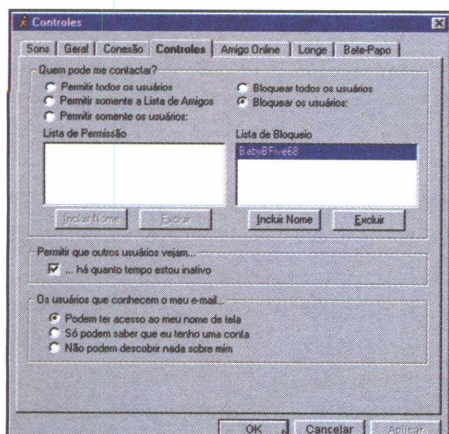 Controles
Sons Geral Conexão Controles Amigo Online Longe Bate-Papo
Quem pode me contactar?
Permitir todos os usuários
Permitir somente a Lista de Amigos
Permitir somente os usuários:
Bloquear todos os usuários
Bloquear os usuários:
Lista de Permissão
Lista de Bloqueio
BabyBFive68
Incluir Nome Excluir
Incluir Nome Excluir
Permitir que outros usuários vejam...
... há quanto tempo estou inativo
Os usuários que conhecem o meu e-mail...
Podem ter acesso ao meu nome de tela
Só podem saber que eu tenho uma conta
Não podem descobrir nada sobre mim
OK Cancelar Aplicar